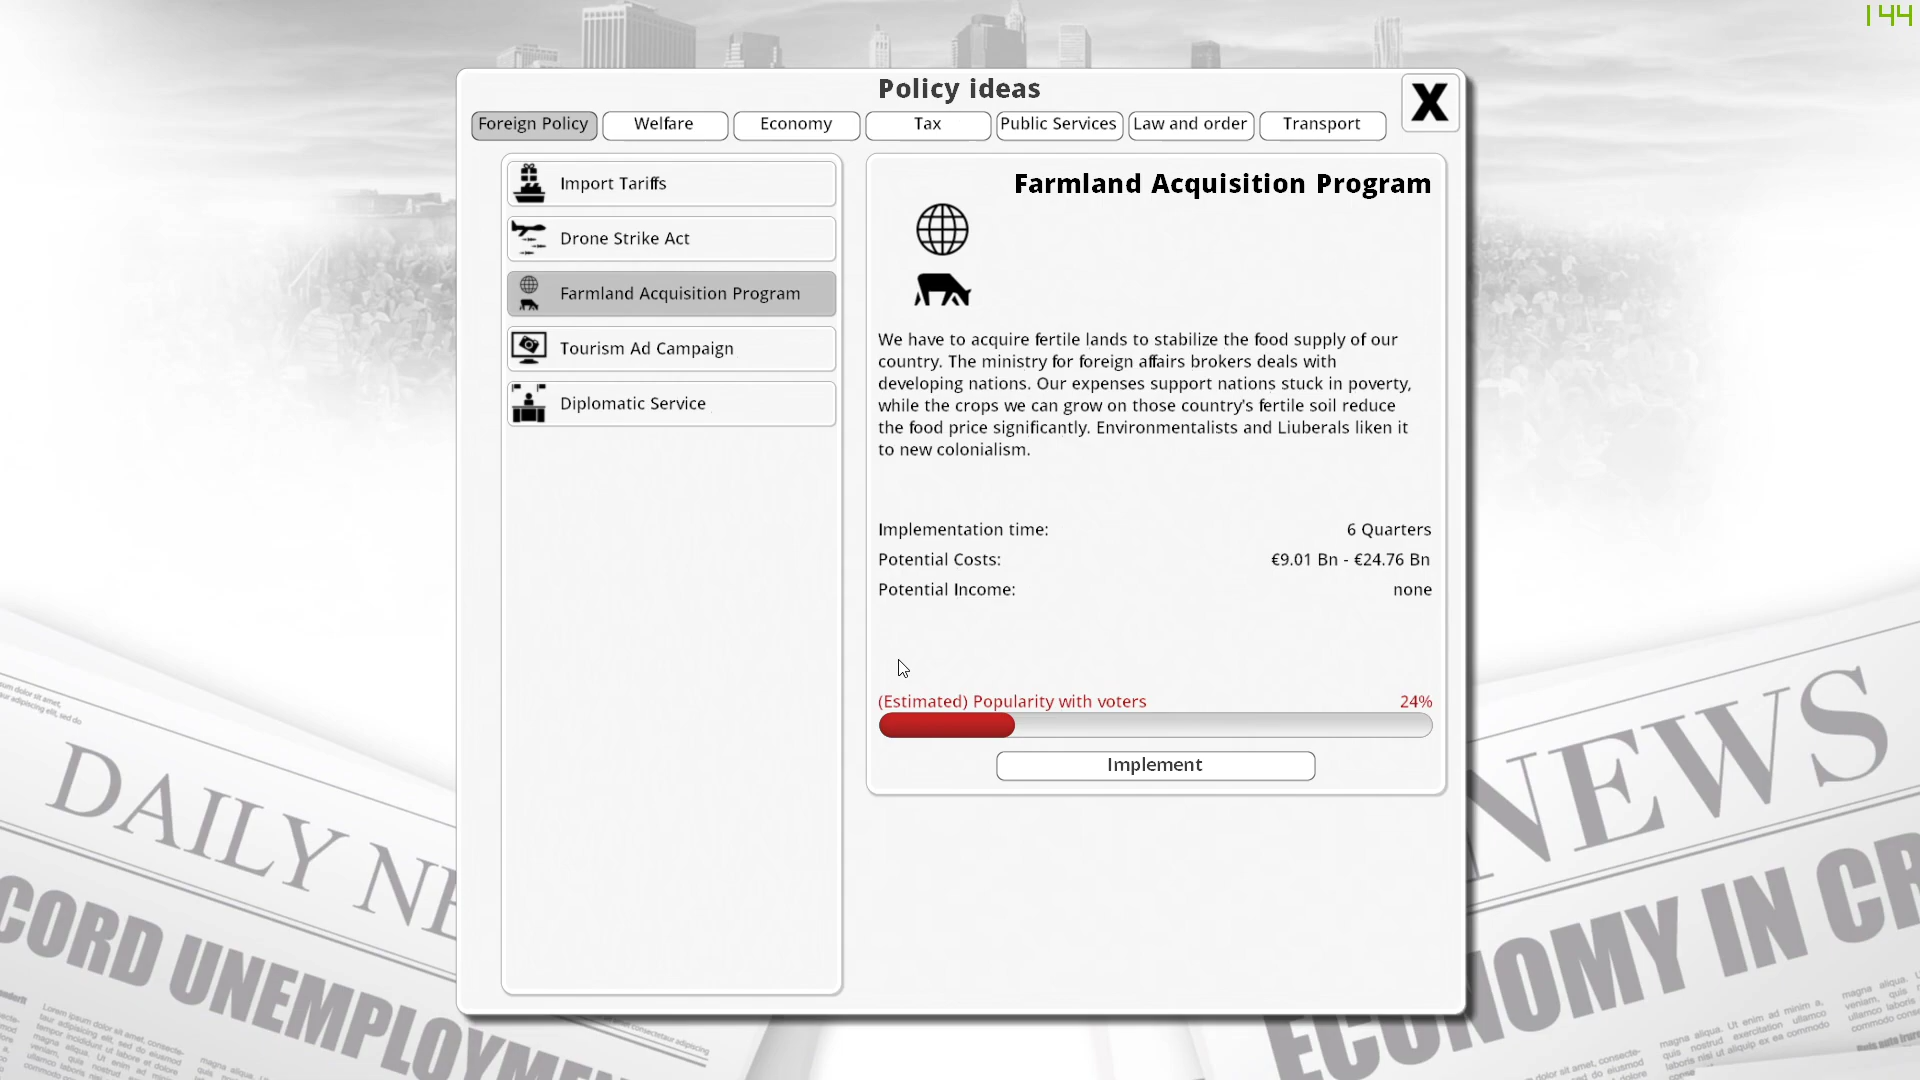 144
Policy ideas
X
Foreign Policy
Welfare
Economy
Tax
Public Services
Law and order
Transport
Import Tariffs
Drone Strike Act
Farmland Acquisition Program
Tourism Ad Campaign
Diplomatic Service
Farmland Acquisition Program
We have to acquire fertile lands to stabilize the food supply of our
country. The ministry for foreign affairs brokers deals with
developing nations. Our expenses support nations stuck in poverty,
while the crops we can grow on those country's fertile soil reduce
the food price significantly. Environmentalists and Liuberals liken it
to new colonialism.
Implementation time: 6 Quarters
Potential Costs: €9.01 Bn - €24.76 Bn
Potential Income: none
(Estimated) Popularity with voters 24%
Implement
DAILY NE
CORD UNEMPLOYME
NEWS
ECONOMY IN CR